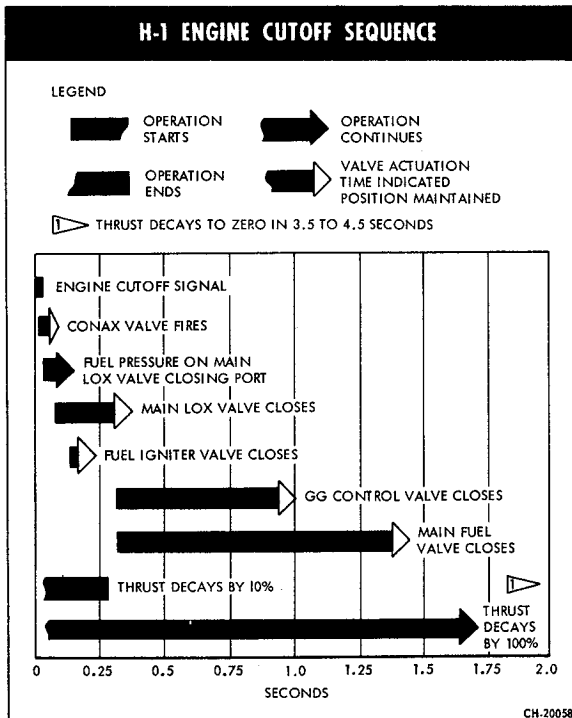 H-1 ENGINE CUTOFF SEQUENCE
LEGEND
OPERATION
STARTS
OPERATION
CONTINUES
OPERATION
ENDS
VALVE ACTUATION
TIME INDICATED
POSITION MAINTAINED
1 THRUST DECAYS TO ZERO IN 3.5 TO 4.5 SECONDS
ENGINE CUTOFF SIGNAL
CONAX VALVE FIRES
FUEL PRESSURE ON MAIN
LOX VALVE CLOSING PORT
MAIN LOX VALVE CLOSES
FUEL IGNITER VALVE CLOSES
GG CONTROL VALVE CLOSES
MAIN FUEL
VALVE CLOSES
THRUST DECAYS BY 10%
1
THRUST
DECAYS
BY 100%
0 0.25 0.5 0.75 1.0 1.25 1.5 1.75 2.0
SECONDS
CH-20058